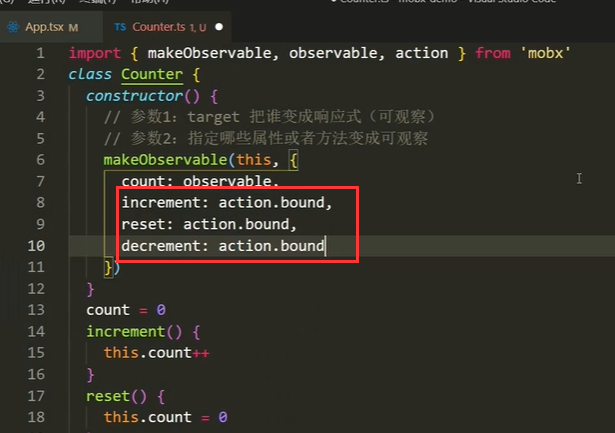 App.tsx M
TS Counter.ts 1, U
1 import { makeObservable, observable, action } from 'mobx'
2 class Counter {
3 constructor() {
4 // 参数1：target 把谁变成响应式（可观察）
5 // 参数2：指定哪些属性或者方法变成可观察
6 makeObservable(this, {
7 count: observable,
8 increment: action.bound,
9 reset: action.bound,
10 decrement: action.bound
11 })
12 }
13 count = 0
14 increment() {
15 this.count++
16 }
17 reset() {
18 this.count = 0